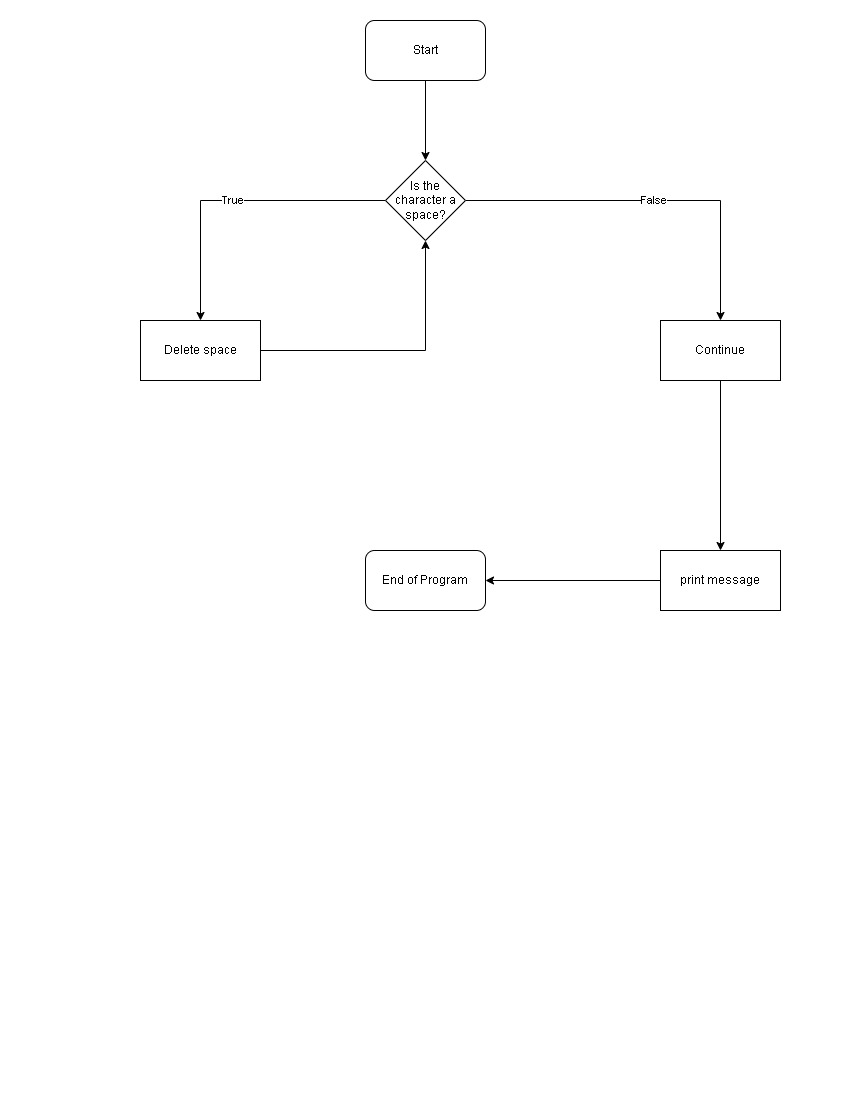 Start
Is the
character a
space?
True
False
Delete space
Continue
End of Program
print message